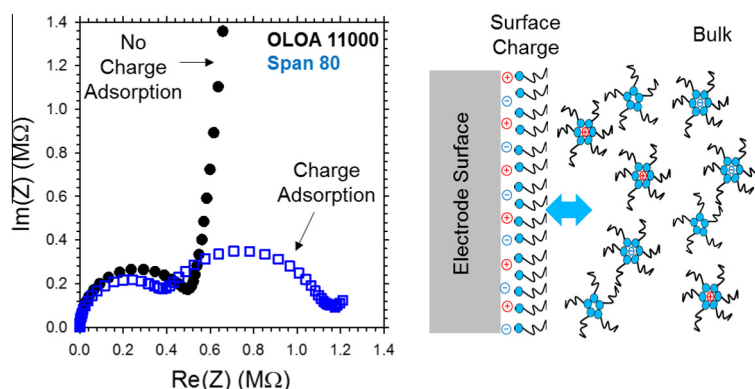 No
Charge
Adsorption
OLOA 11000
Span 80
Charge
Adsorption
Im(Z) (MΩ)
1.4
1.2
1.0
0.8
0.6
0.4
0.2
0.0
0.0 0.2 0.4 0.6 0.8 1.0 1.2 1.4
Re(Z) (MΩ)
Surface
Charge
Bulk
Electrode Surface